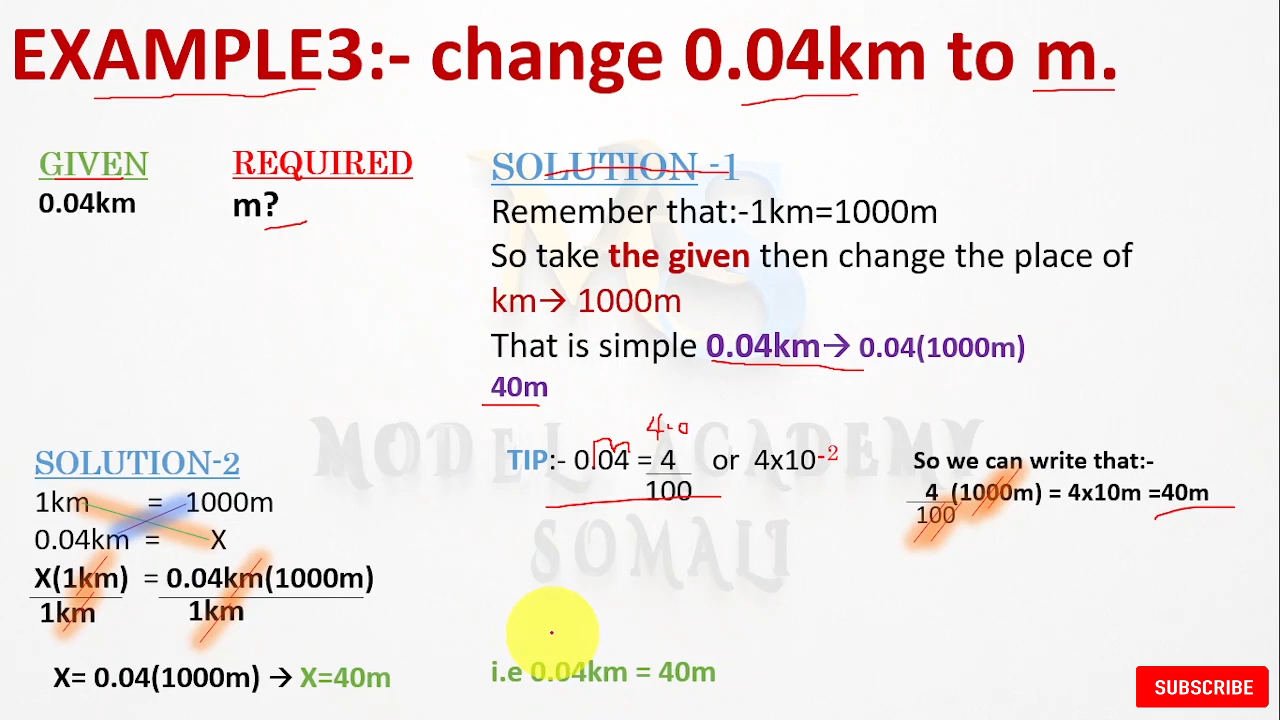 EXAMPLE3:- change 0.04km to m.
GIVEN
0.04km
REQUIRED
m?
SOLUTION -1
Remember that:-1km=1000m
So take the given then change the place of
km→ 1000m
That is simple 0.04km→ 0.04(1000m)
40m
SOLUTION-2
1km = 1000m
0.04km = X
X(1km) = 0.04km(1000m)
1km 1km
X= 0.04(1000m) → X=40m
TIP:- 0.04 = 4 or 4x10-2
100
So we can write that:-
4 (1000m) = 4x10m =40m
100
i.e 0.04km = 40m
MODEL ACADEMY
SOMALI
SUBSCRIBE